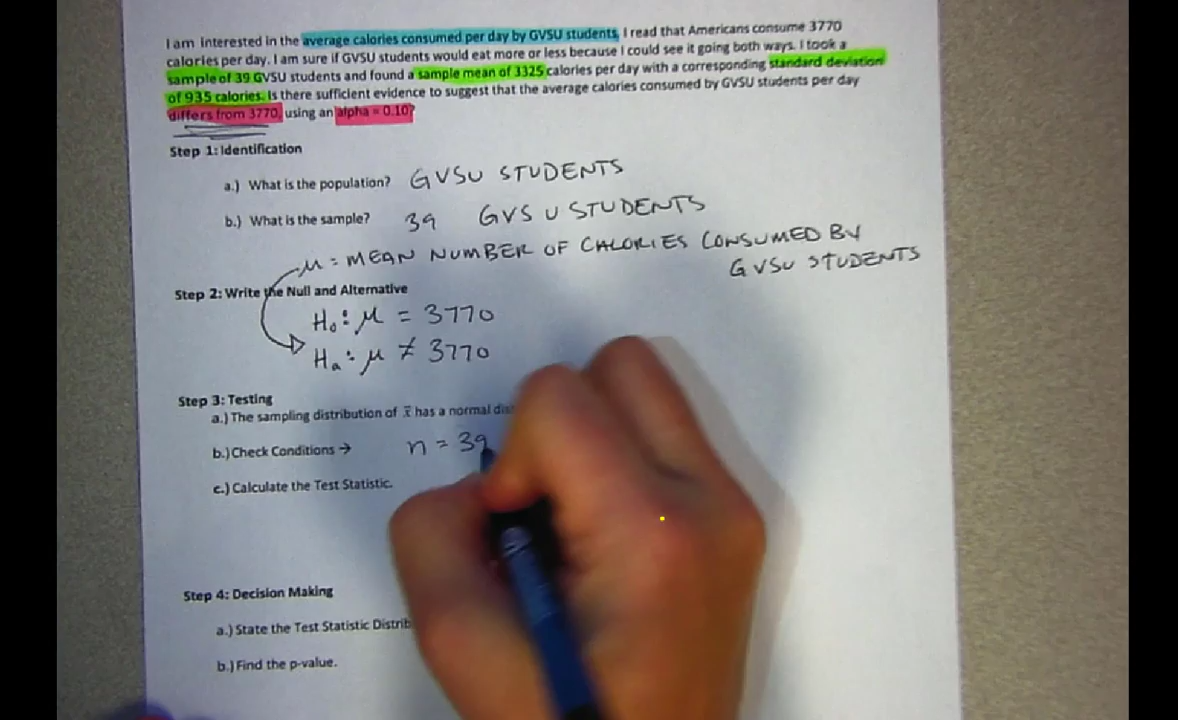 I am interested in the average calories consumed per day by GVSU students. I read that Americans consume 3770
calories per day. I am sure if GVSU students would eat more or less because I could see it going both ways. I took a
sample of 39 GVSU students and found a sample mean of 3325 calories per day with a corresponding standard deviation
of 935 calories. Is there sufficient evidence to suggest that the average calories consumed by GVSU students per day
differs from 3770, using an alpha = 0.10?
Step 1: Identification
a.) What is the population? GVSU STUDENTS
b.) What is the sample? 39 GVSU STUDENTS
μ = MEAN NUMBER OF CALORIES CONSUMED BY
GVSU STUDENTS
Step 2: Write the Null and Alternative
H₀: μ = 3770
Hₐ: μ ≠ 3770
Step 3: Testing
a.) The sampling distribution of x̄ has a normal
b.) Check Conditions → n = 39
c.) Calculate the Test Statistic.
Step 4: Decision Making
a.) State the Test Statistic
b.) Find the p-value.